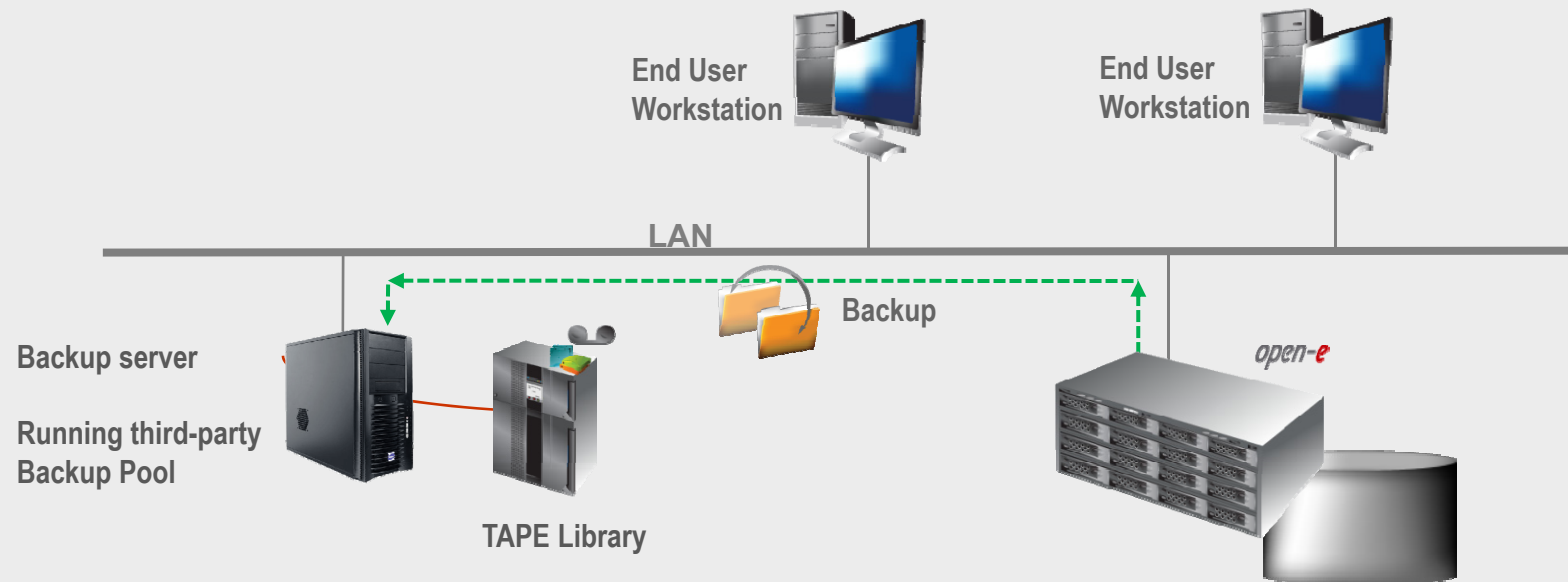 End User
Workstation
End User
Workstation
LAN
Backup
Backup server
open-e
Running third-party
Backup Pool
TAPE Library